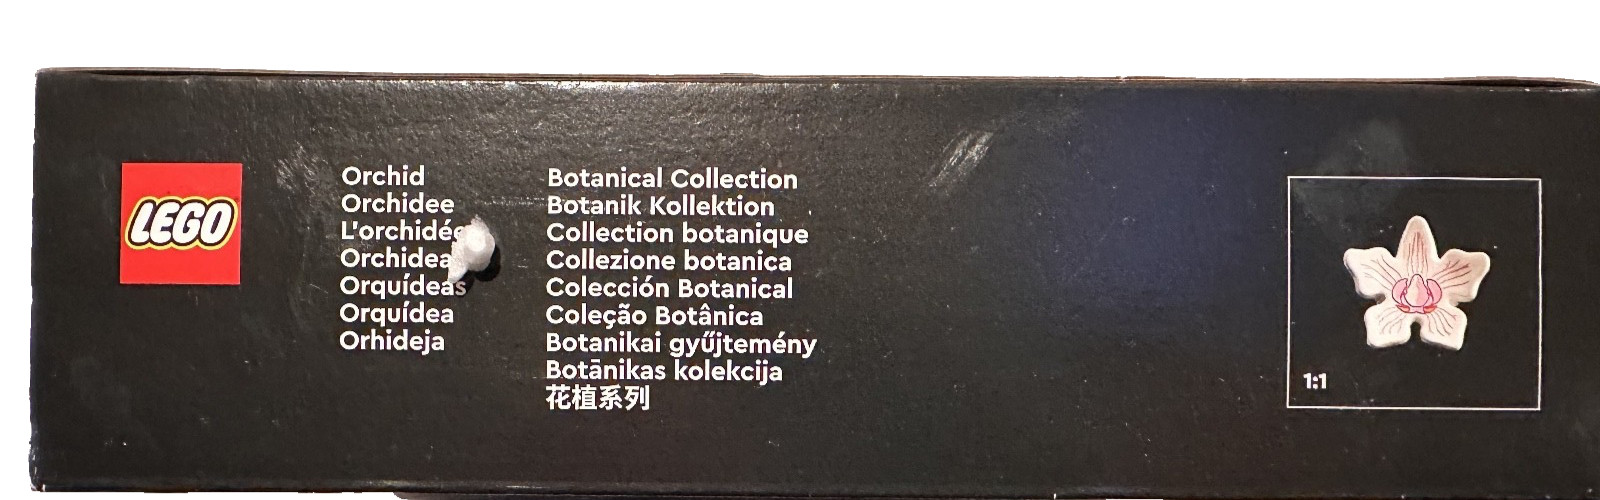 LEGO
Orchid
Orchidee
L'orchidée
Orchidea
Orquídeas
Orquídea
Orhideja
Botanical Collection
Botanik Kollektion
Collection botanique
Collezione botanica
Colección Botanical
Coleção Botânica
Botanikai gyűjtemény
Botānikas kolekcija
花植系列
1:1